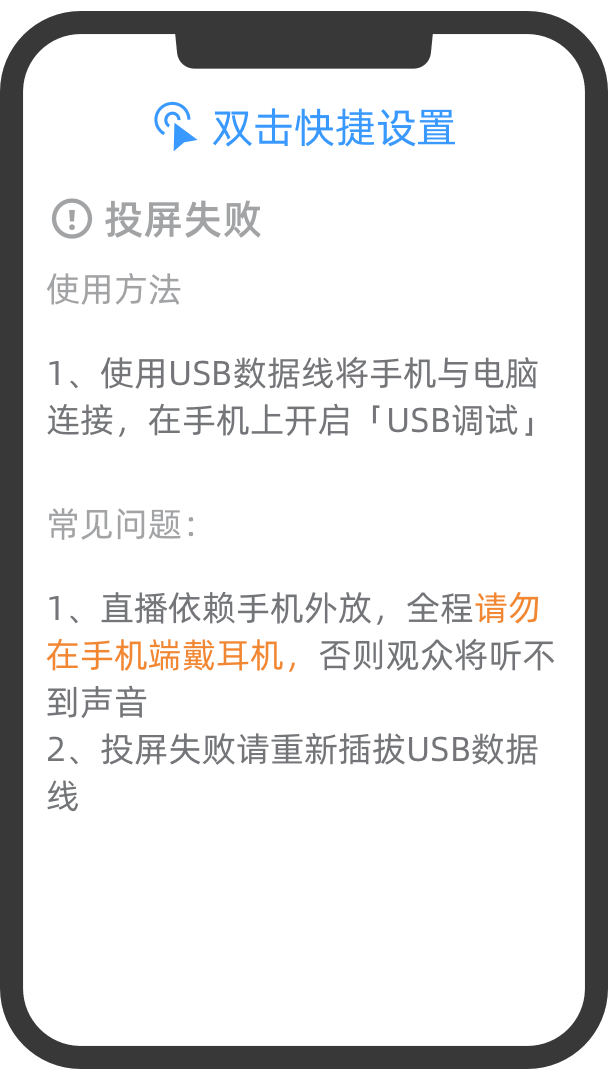 双击快捷设置
投屏失败
使用方法
1、使用USB数据线将手机与电脑
连接，在手机上开启「USB调试」
常见问题：
1、直播依赖手机外放，全程请勿
在手机端戴耳机，否则观众将听不
到声音
2、投屏失败请重新插拔USB数据
线